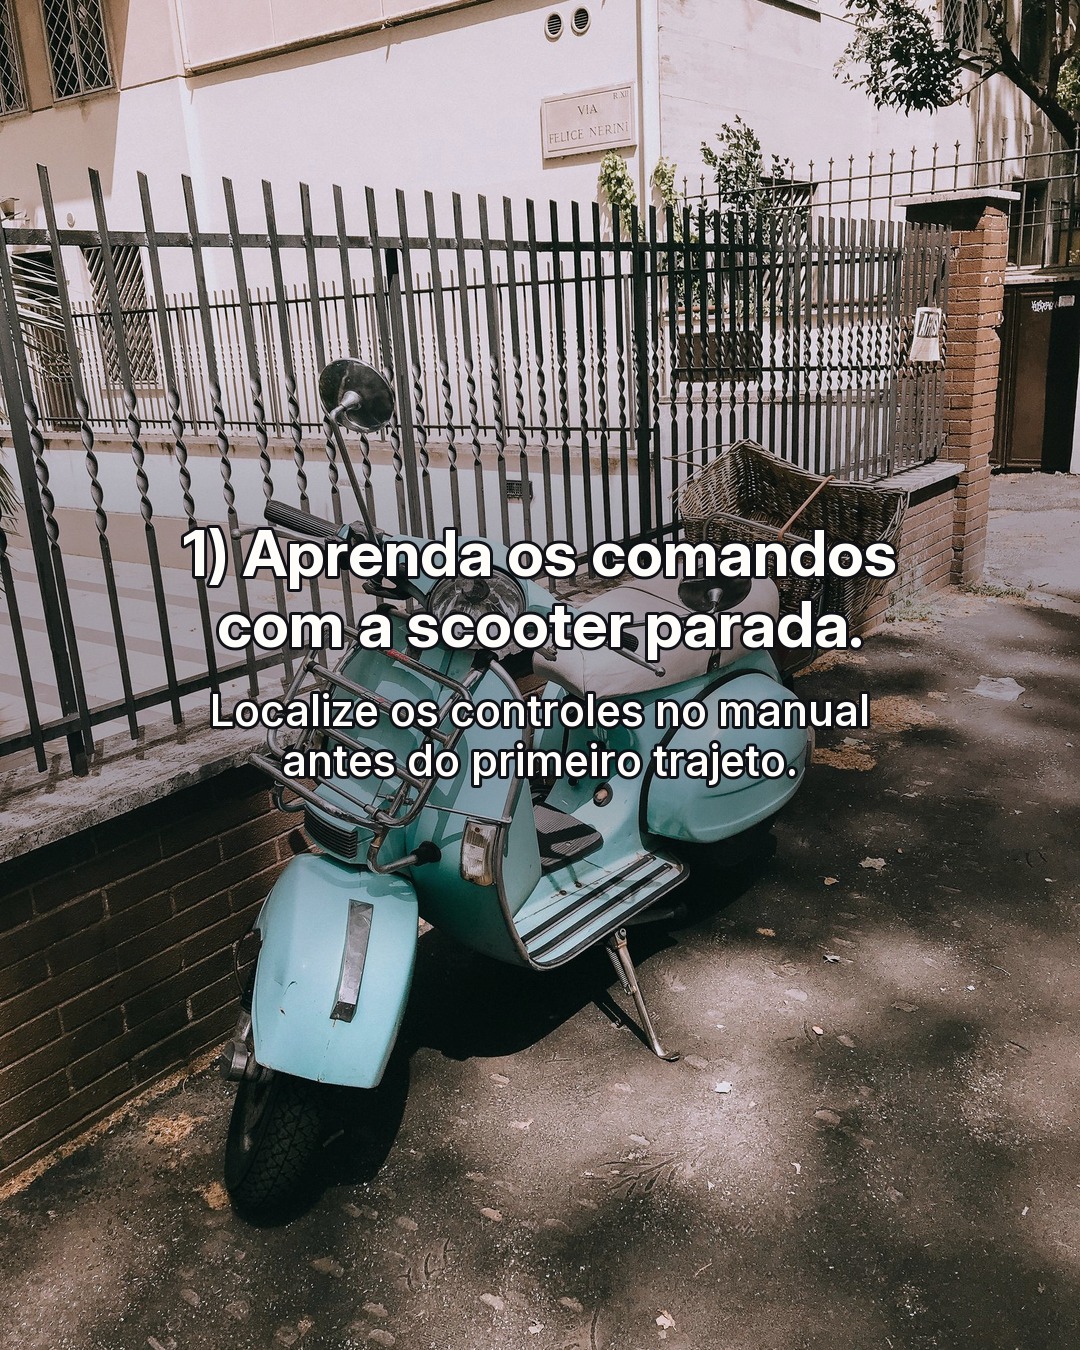 R. XII
VIA
FELICE NERINI
1) Aprenda os comandos
com a scooter parada.
Localize os controles no manual
antes do primeiro trajeto.